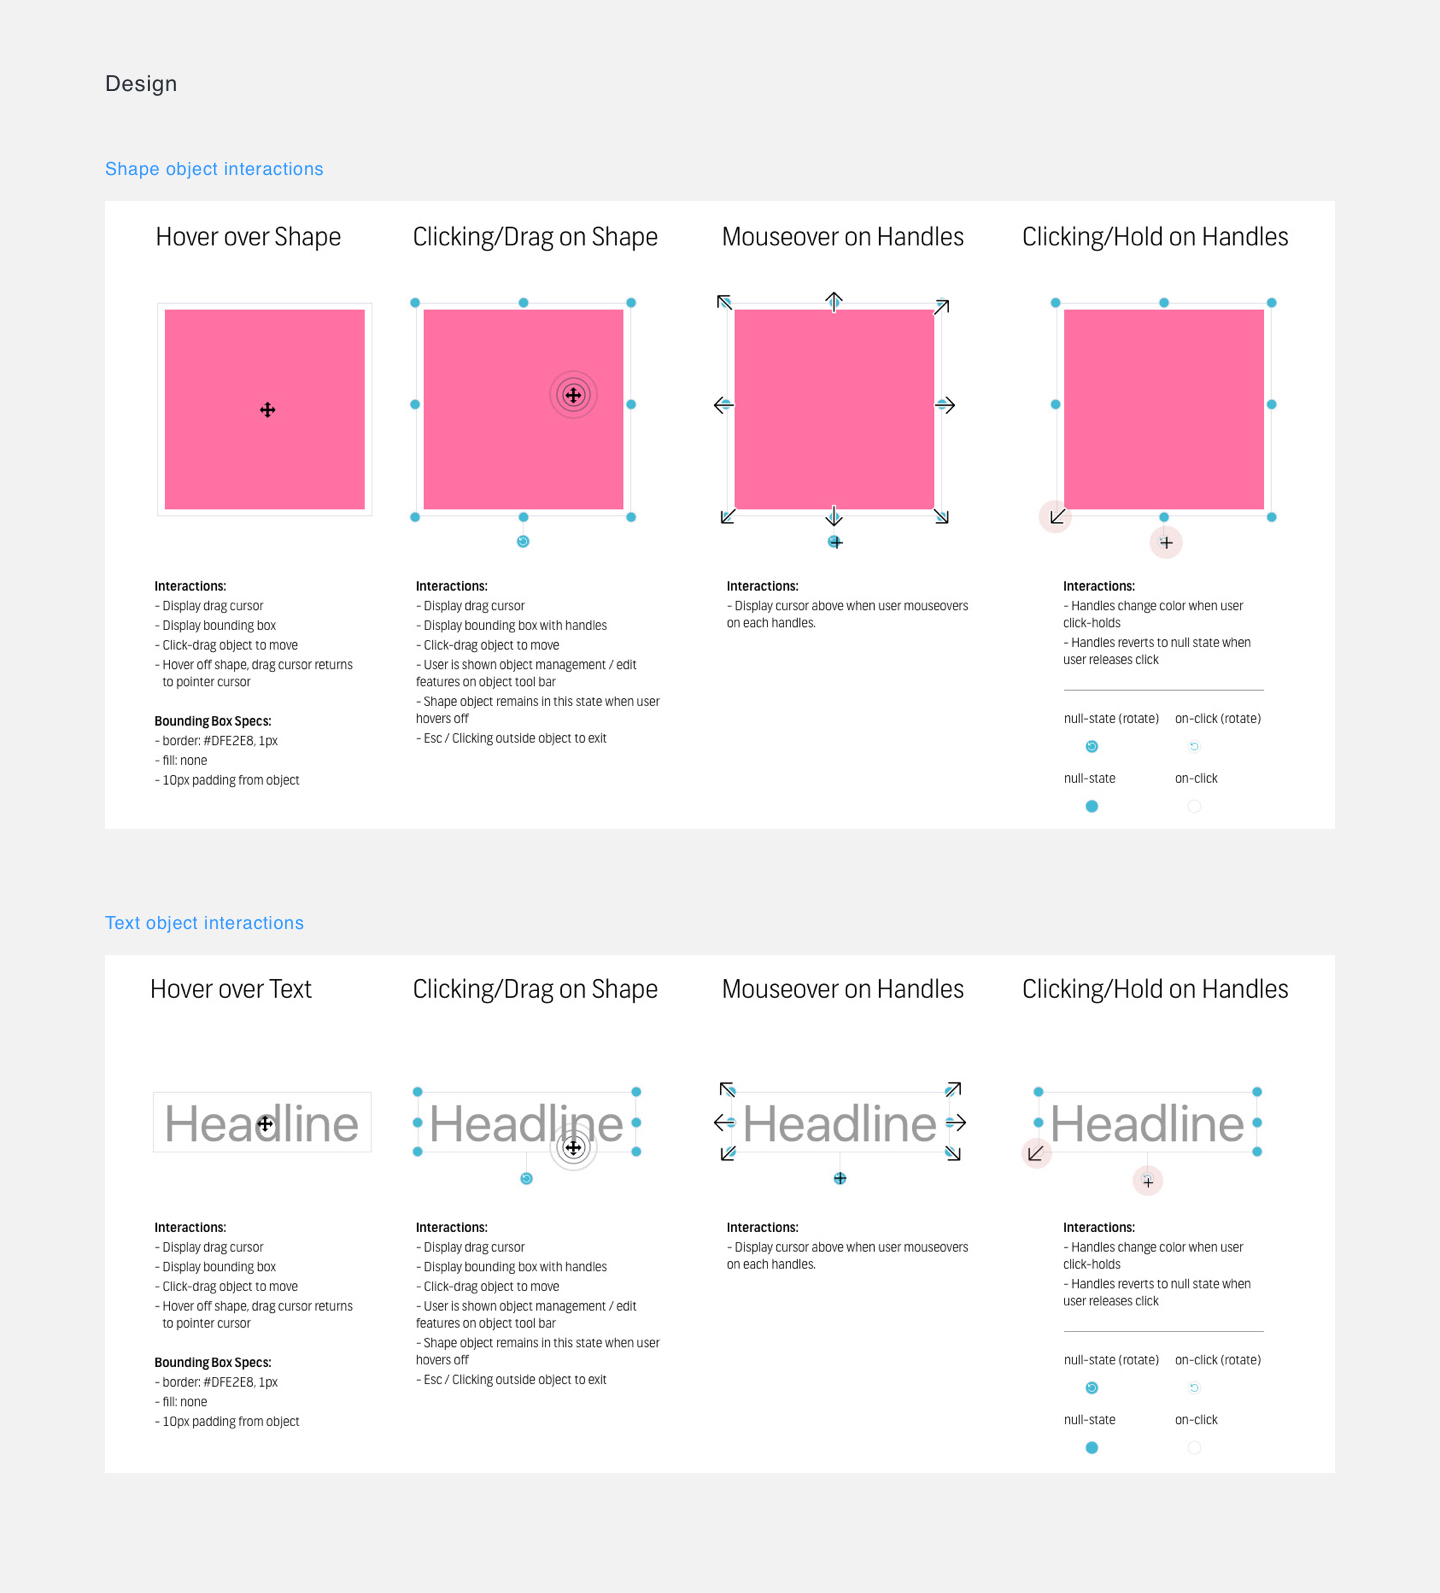 Design
Shape object interactions
Hover over Shape
Clicking/Drag on Shape
Mouseover on Handles
Clicking/Hold on Handles
Interactions:
- Display drag cursor
- Display bounding box
- Click-drag object to move
- Hover off shape, drag cursor returns
to pointer cursor
Bounding Box Specs:
- border: #DFE2E8, 1px
- fill: none
- 10px padding from object
Interactions:
- Display drag cursor
- Display bounding box with handles
- Click-drag object to move
- User is shown object management / edit
features on object tool bar
- Shape object remains in this state when user
hovers off
- Esc / Clicking outside object to exit
Interactions:
- Display cursor above when user mouseovers
on each handles.
Interactions:
- Handles change color when user
click-holds
- Handles reverts to null state when
user releases click
null-state (rotate) on-click (rotate)
null-state on-click
Text object interactions
Hover over Text
Clicking/Drag on Shape
Mouseover on Handles
Clicking/Hold on Handles
Headline
Headline
Headline
Headline
Interactions:
- Display drag cursor
- Display bounding box
- Click-drag object to move
- Hover off shape, drag cursor returns
to pointer cursor
Bounding Box Specs:
- border: #DFE2E8, 1px
- fill: none
- 10px padding from object
Interactions:
- Display drag cursor
- Display bounding box with handles
- Click-drag object to move
- User is shown object management / edit
features on object tool bar
- Shape object remains in this state when user
hovers off
- Esc / Clicking outside object to exit
Interactions:
- Display cursor above when user mouseovers
on each handles.
Interactions:
- Handles change color when user
click-holds
- Handles reverts to null state when
user releases click
null-state (rotate) on-click (rotate)
null-state on-click